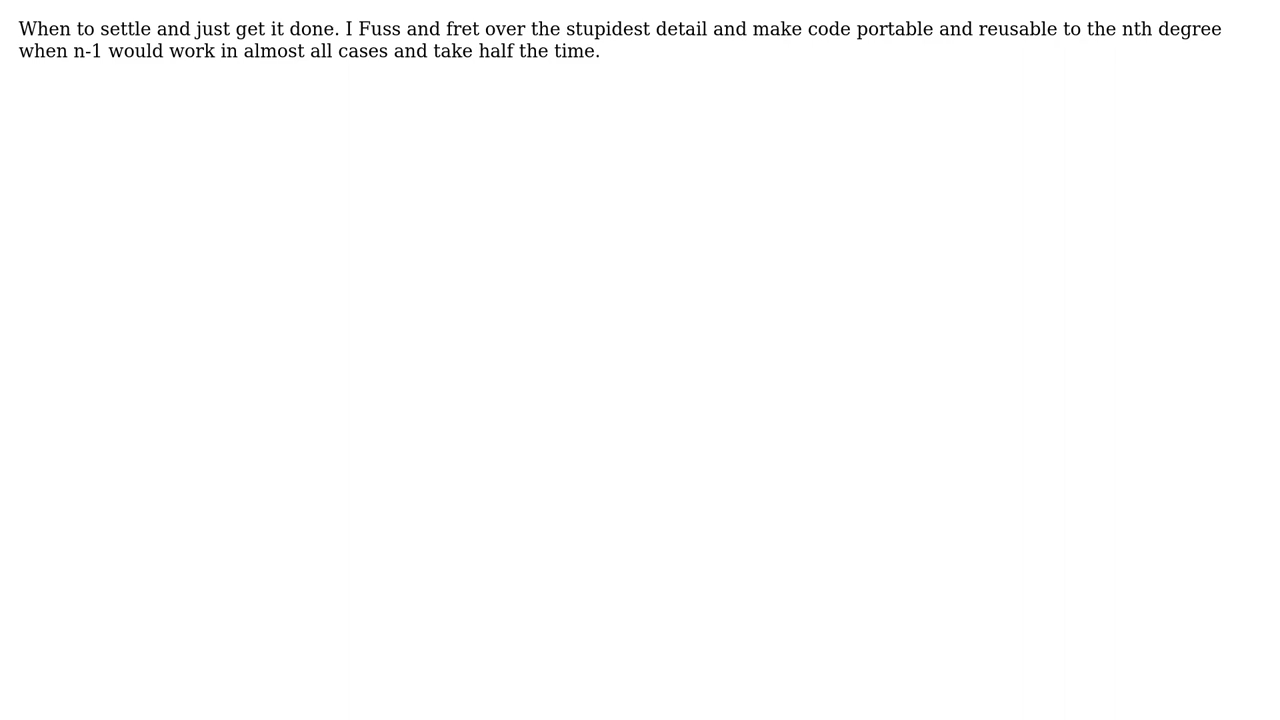 When to settle and just get it done. I Fuss and fret over the stupidest detail and make code portable and reusable to the nth degree
when n-1 would work in almost all cases and take half the time.